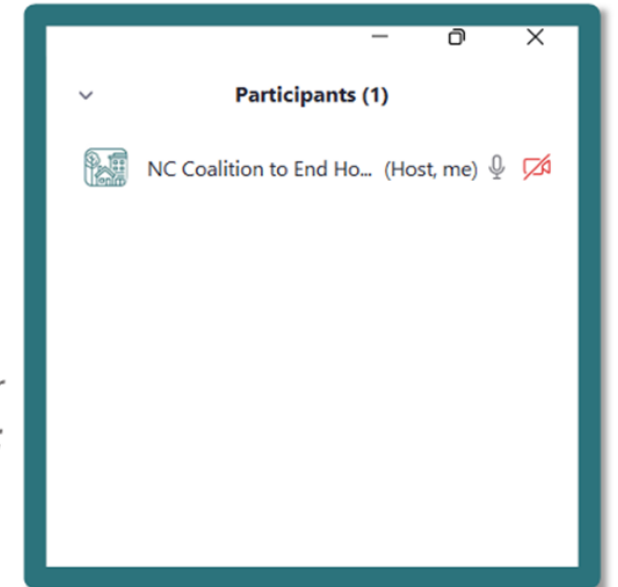 Participants (1)
NC Coalition to End Ho... (Host, me)